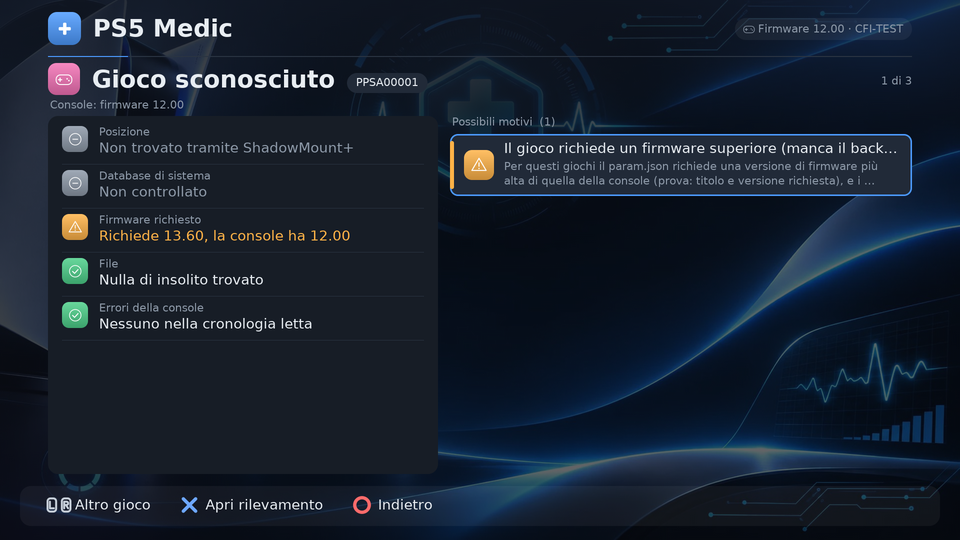 PS5 Medic
Firmware 12.00 · CFI-TEST
Gioco sconosciuto
PPSA00001
1 di 3
Console: firmware 12.00
Posizione
Non trovato tramite ShadowMount+
Database di sistema
Non controllato
Firmware richiesto
Richiede 13.60, la console ha 12.00
File
Nulla di insolito trovato
Errori della console
Nessuno nella cronologia letta
Possibili motivi (1)
Il gioco richiede un firmware superiore (manca il back…
Per questi giochi il param.json richiede una versione di firmware più
alta di quella della console (prova: titolo e versione richiesta), e i …
L R Altro gioco
Apri rilevamento
Indietro